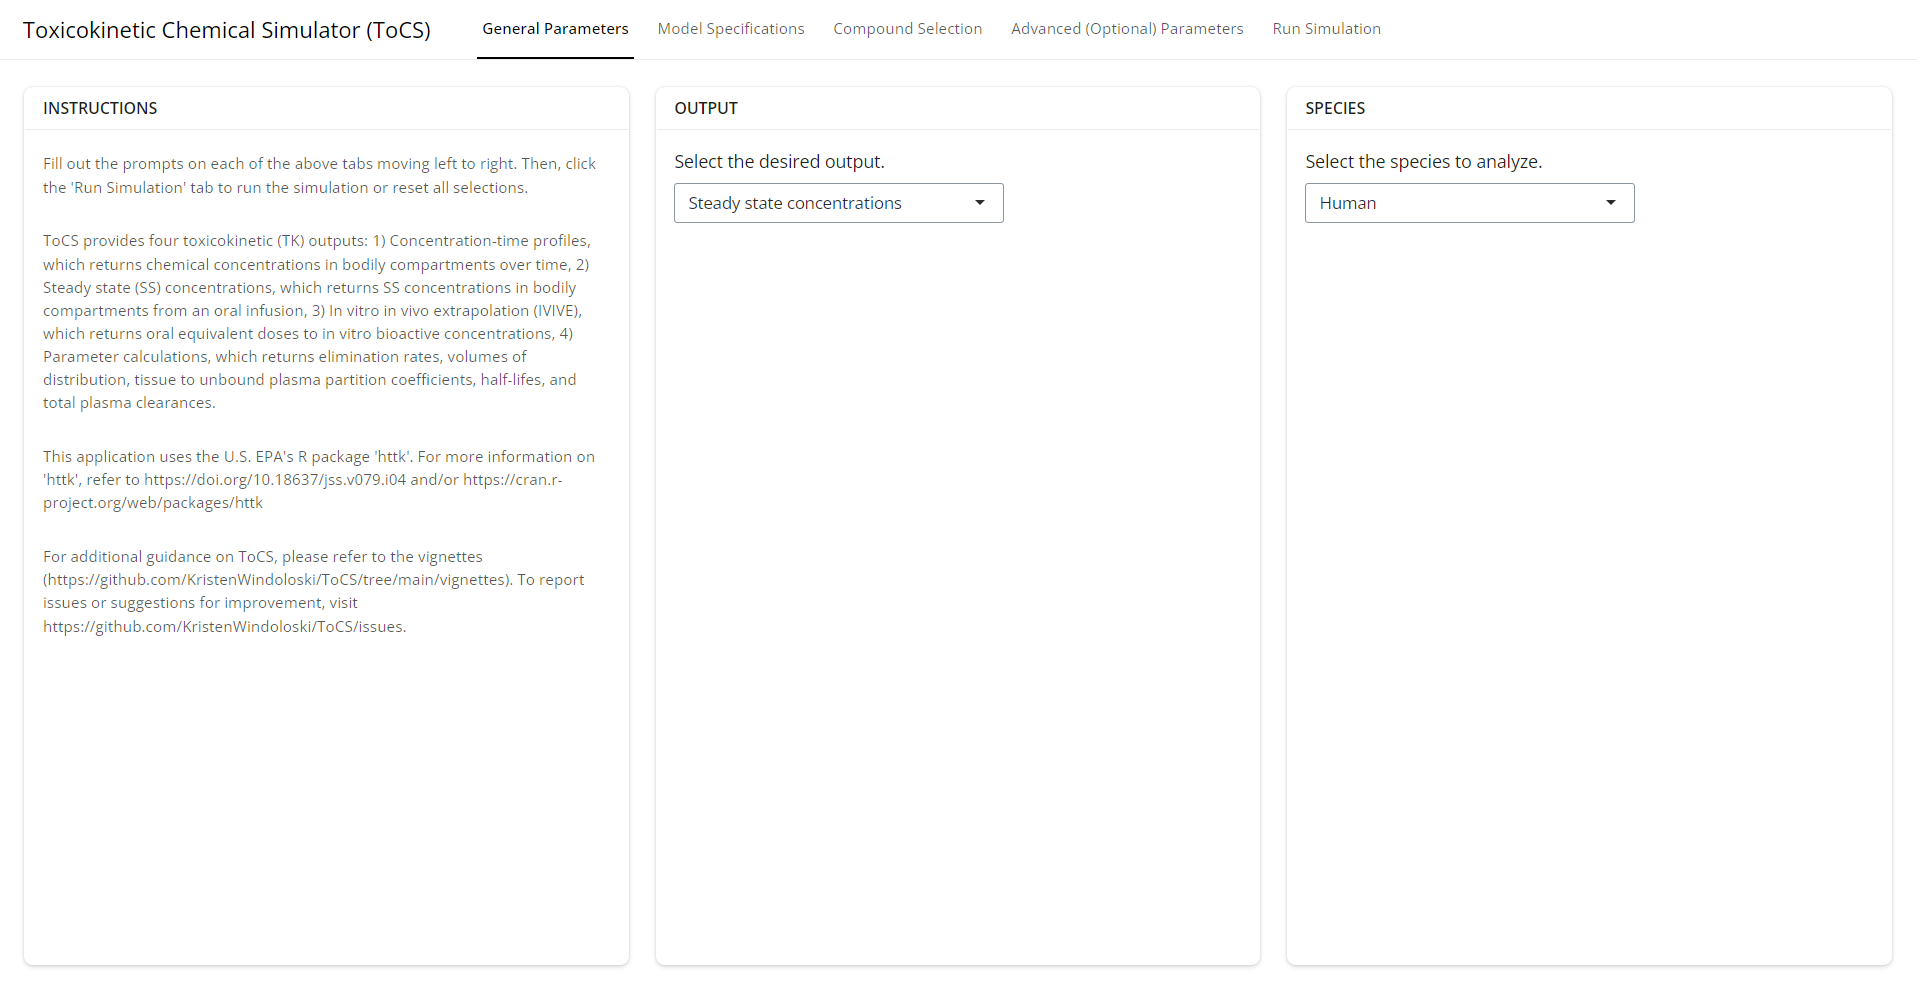 Toxicokinetic Chemical Simulator (ToCS)
General Parameters
Model Specifications
Compound Selection
Advanced (Optional) Parameters
Run Simulation
INSTRUCTIONS
Fill out the prompts on each of the above tabs moving left to right. Then, click
the 'Run Simulation' tab to run the simulation or reset all selections.
ToCS provides four toxicokinetic (TK) outputs: 1) Concentration-time profiles,
which returns chemical concentrations in bodily compartments over time, 2)
Steady state (SS) concentrations, which returns SS concentrations in bodily
compartments from an oral infusion, 3) In vitro in vivo extrapolation (IVIVE),
which returns oral equivalent doses to in vitro bioactive concentrations, 4)
Parameter calculations, which returns elimination rates, volumes of
distribution, tissue to unbound plasma partition coefficients, half-lifes, and
total plasma clearances.
This application uses the U.S. EPA's R package 'httk'. For more information on
'httk', refer to https://doi.org/10.18637/jss.v079.i04 and/or https://cran.r-
project.org/web/packages/httk
For additional guidance on ToCS, please refer to the vignettes
(https://github.com/KristenWindoloski/ToCS/tree/main/vignettes). To report
issues or suggestions for improvement, visit
https://github.com/KristenWindoloski/ToCS/issues.
OUTPUT
Select the desired output.
Steady state concentrations
SPECIES
Select the species to analyze.
Human